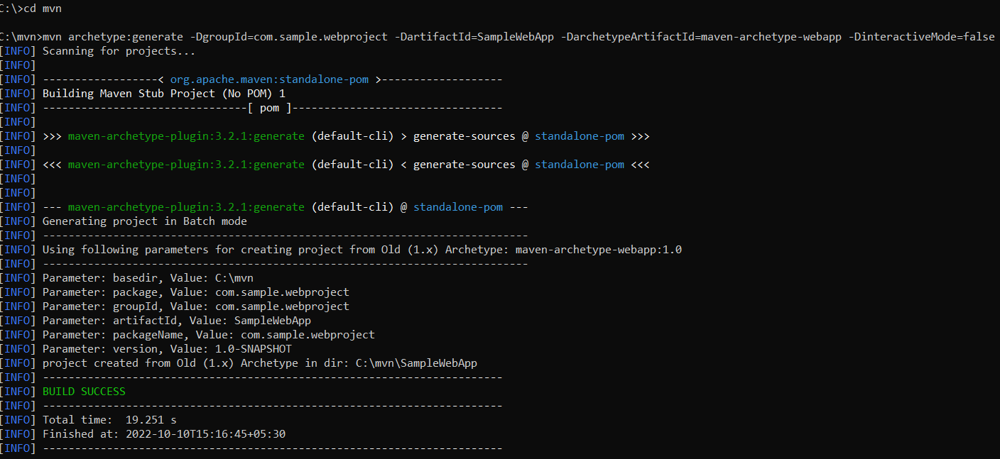 C:\>cd mvn
C:\mvn>mvn archetype:generate -DgroupId=com.sample.webproject -DartifactId=SampleWebApp -DarchetypeArtifactId=maven-archetype-webapp -DinteractiveMode=false
[INFO] Scanning for projects...
[INFO]
[INFO] ------------------< org.apache.maven:standalone-pom >-------------------
[INFO] Building Maven Stub Project (No POM) 1
[INFO] --------------------------------[ pom ]---------------------------------
[INFO]
[INFO] >>> maven-archetype-plugin:3.2.1:generate (default-cli) > generate-sources @ standalone-pom >>>
[INFO]
[INFO] <<< maven-archetype-plugin:3.2.1:generate (default-cli) < generate-sources @ standalone-pom <<<
[INFO]
[INFO]
[INFO] --- maven-archetype-plugin:3.2.1:generate (default-cli) @ standalone-pom ---
[INFO] Generating project in Batch mode
[INFO] ----------------------------------------------------------------------------
[INFO] Using following parameters for creating project from Old (1.x) Archetype: maven-archetype-webapp:1.0
[INFO] ----------------------------------------------------------------------------
[INFO] Parameter: basedir, Value: C:\mvn
[INFO] Parameter: package, Value: com.sample.webproject
[INFO] Parameter: groupId, Value: com.sample.webproject
[INFO] Parameter: artifactId, Value: SampleWebApp
[INFO] Parameter: packageName, Value: com.sample.webproject
[INFO] Parameter: version, Value: 1.0-SNAPSHOT
[INFO] project created from Old (1.x) Archetype in dir: C:\mvn\SampleWebApp
[INFO] ------------------------------------------------------------------------
[INFO] BUILD SUCCESS
[INFO] ------------------------------------------------------------------------
[INFO] Total time:  19.251 s
[INFO] Finished at: 2022-10-10T15:16:45+05:30
[INFO] ------------------------------------------------------------------------